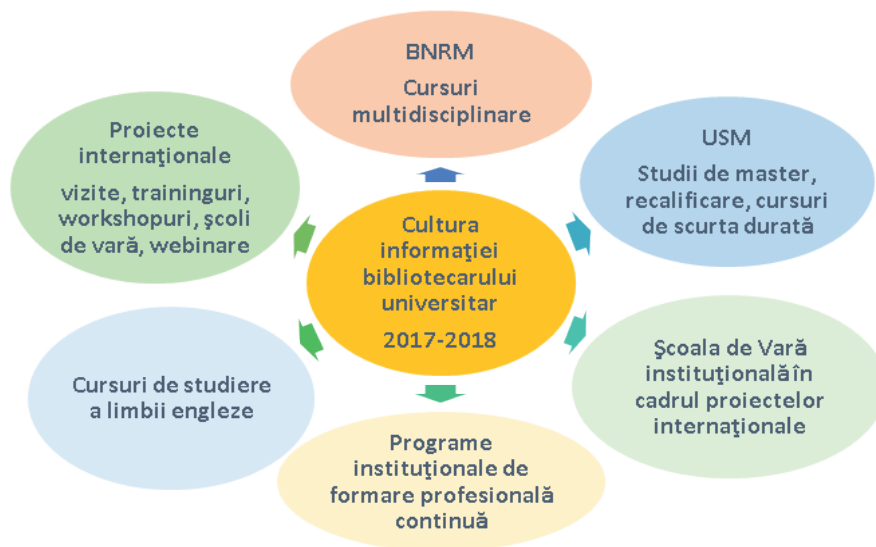 BNRM
Cursuri
multidisciplinare
USM
Studii de master,
recalificare, cursuri
de scurta durată
Şcoala de Vară
instituţională în
cadrul proiectelor
internaţionale
Programe
instituţionale de
formare profesională
continuă
Cursuri de studiere
a limbii engleze
Proiecte
internaţionale
vizite, traininguri,
workshopuri, şcoli
de vară, webinare
Cultura
informaţiei
bibliotecarului
universitar
2017-2018